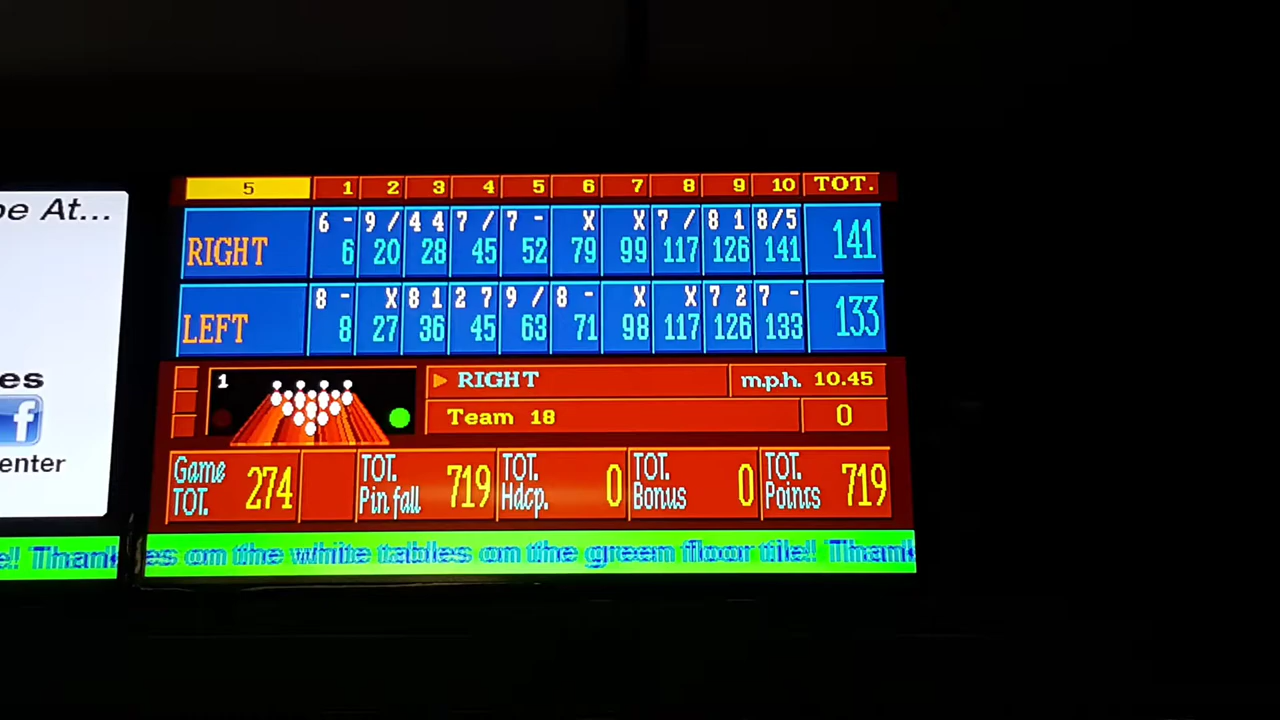 be At...
es
f
enter
5 1 2 3 4 5 6 7 8 9 10 TOT.
6 - 9 / 4 4 7 / 7 - X X 7 / 8 1 8/5
RIGHT 6 20 28 45 52 79 99 117 126 141 141
8 - X 8 1 2 7 9 / 8 - X X 7 2 7 -
LEFT 8 27 36 45 63 71 98 117 126 133 133
1 RIGHT m.p.h. 10.45
Team 18 0
Game TOT. 274 TOT. Pin fall 719 TOT. Hdcp. 0 TOT. Bonus 0 TOT. Points 719
e!! Thank es on the white tables on the green floor tile!! Thank